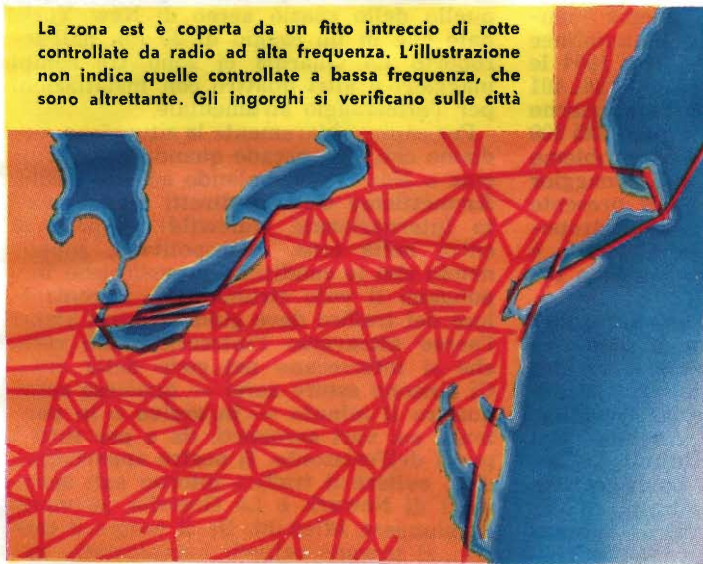 La zona est è coperta da un fitto intreccio di rotte
controllate da radio ad alta frequenza. L'illustrazione
non indica quelle controllate a bassa frequenza, che
sono altrettante. Gli ingorghi si verificano sulle città